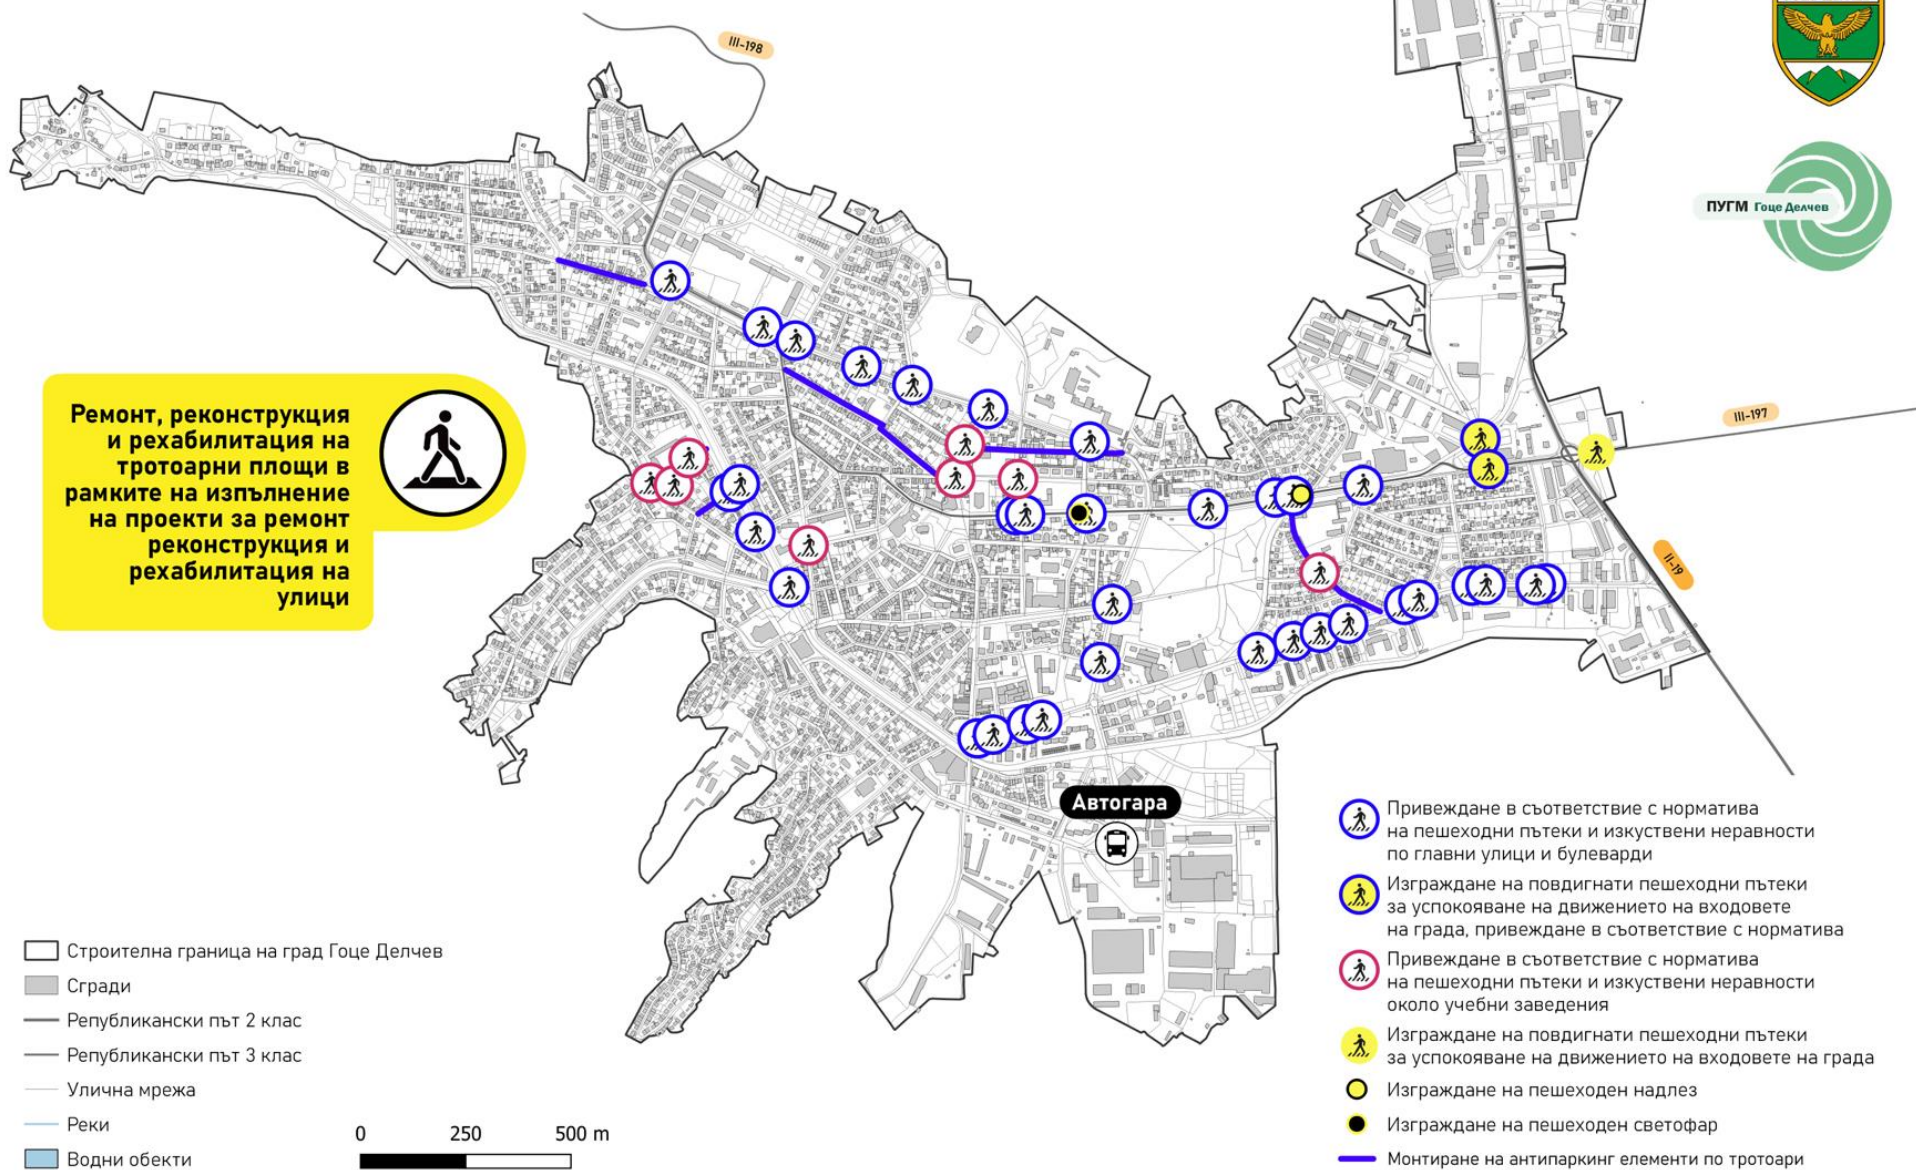 III-198
ПУГМ Гоце Делчев
III-197
II-19
Ремонт, реконструкция
и рехабилитация на
тротоарни площи в
рамките на изпълнение
на проекти за ремонт
реконструкция и
рехабилитация на
улици
Автогара
Строителна граница на град Гоце Делчев
Сгради
Републикански път 2 клас
Републикански път 3 клас
Улична мрежа
Реки
Водни обекти
0 250 500 m
Привеждане в съответствие с норматива
на пешеходни пътеки и изкуствени неравности
по главни улици и булеварди
Изграждане на повдигнати пешеходни пътеки
за успокояване на движението на входовете
на града, привеждане в съответствие с норматива
Привеждане в съответствие с норматива
на пешеходни пътеки и изкуствени неравности
около учебни заведения
Изграждане на повдигнати пешеходни пътеки
за успокояване на движението на входовете на града
Изграждане на пешеходен надлез
Изграждане на пешеходен светофар
Монтиране на антипаркинг елементи по тротоари